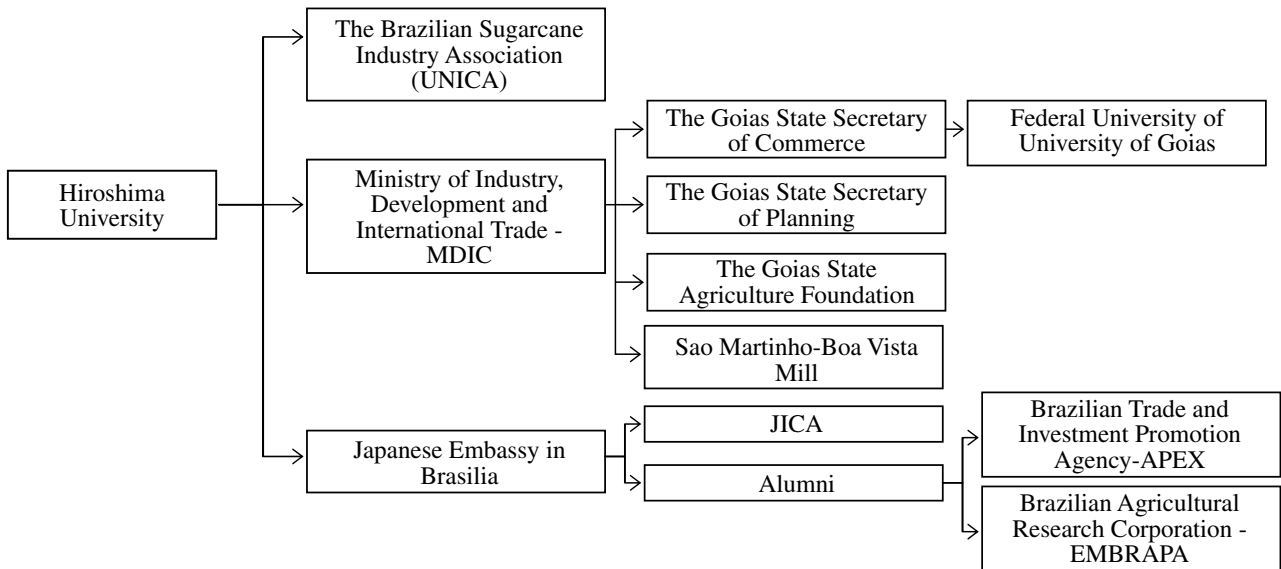 Hiroshima
University
The Brazilian Sugarcane
Industry Association
(UNICA)
Ministry of Industry,
Development and
International Trade -
MDIC
Japanese Embassy in
Brasilia
The Goias State Secretary
of Commerce
The Goias State Secretary
of Planning
The Goias State
Agriculture Foundation
Sao Martinho-Boa Vista
Mill
JICA
Alumni
Federal University of
University of Goias
Brazilian Trade and
Investment Promotion
Agency-APEX
Brazilian Agricultural
Research Corporation -
EMBRAPA